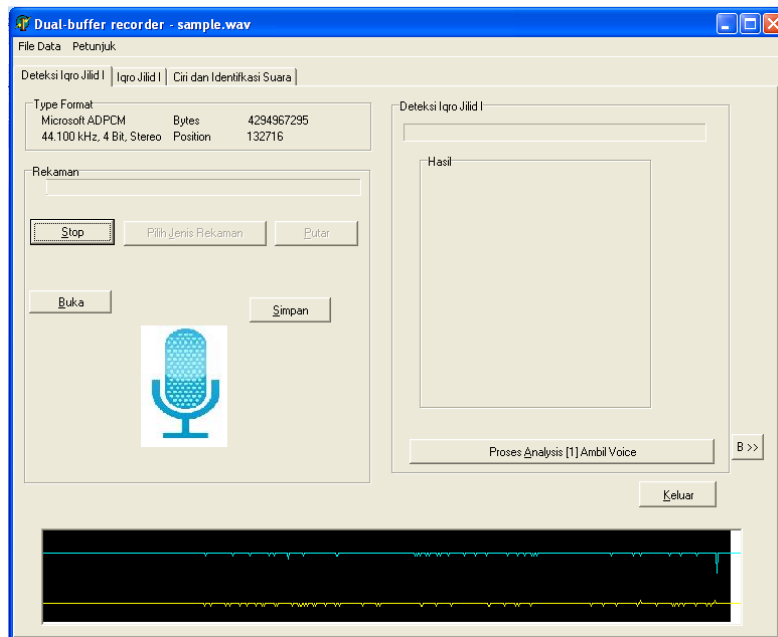 Dual-buffer recorder - sample.wav
File Data Petunjuk
Deteksi Iqro Jilid I Iqro Jilid I Ciri dan Identifkasi Suara
Type Format
Microsoft ADPCM Bytes 4294967295
44.100 kHz, 4 Bit, Stereo Position 132716
Rekaman
Stop Pilih Jenis Rekaman Putar
Buka
Simpan
Deteksi Iqro Jilid I
Hasil
Proses Analysis [1] Ambil Voice
B >>
Keluar